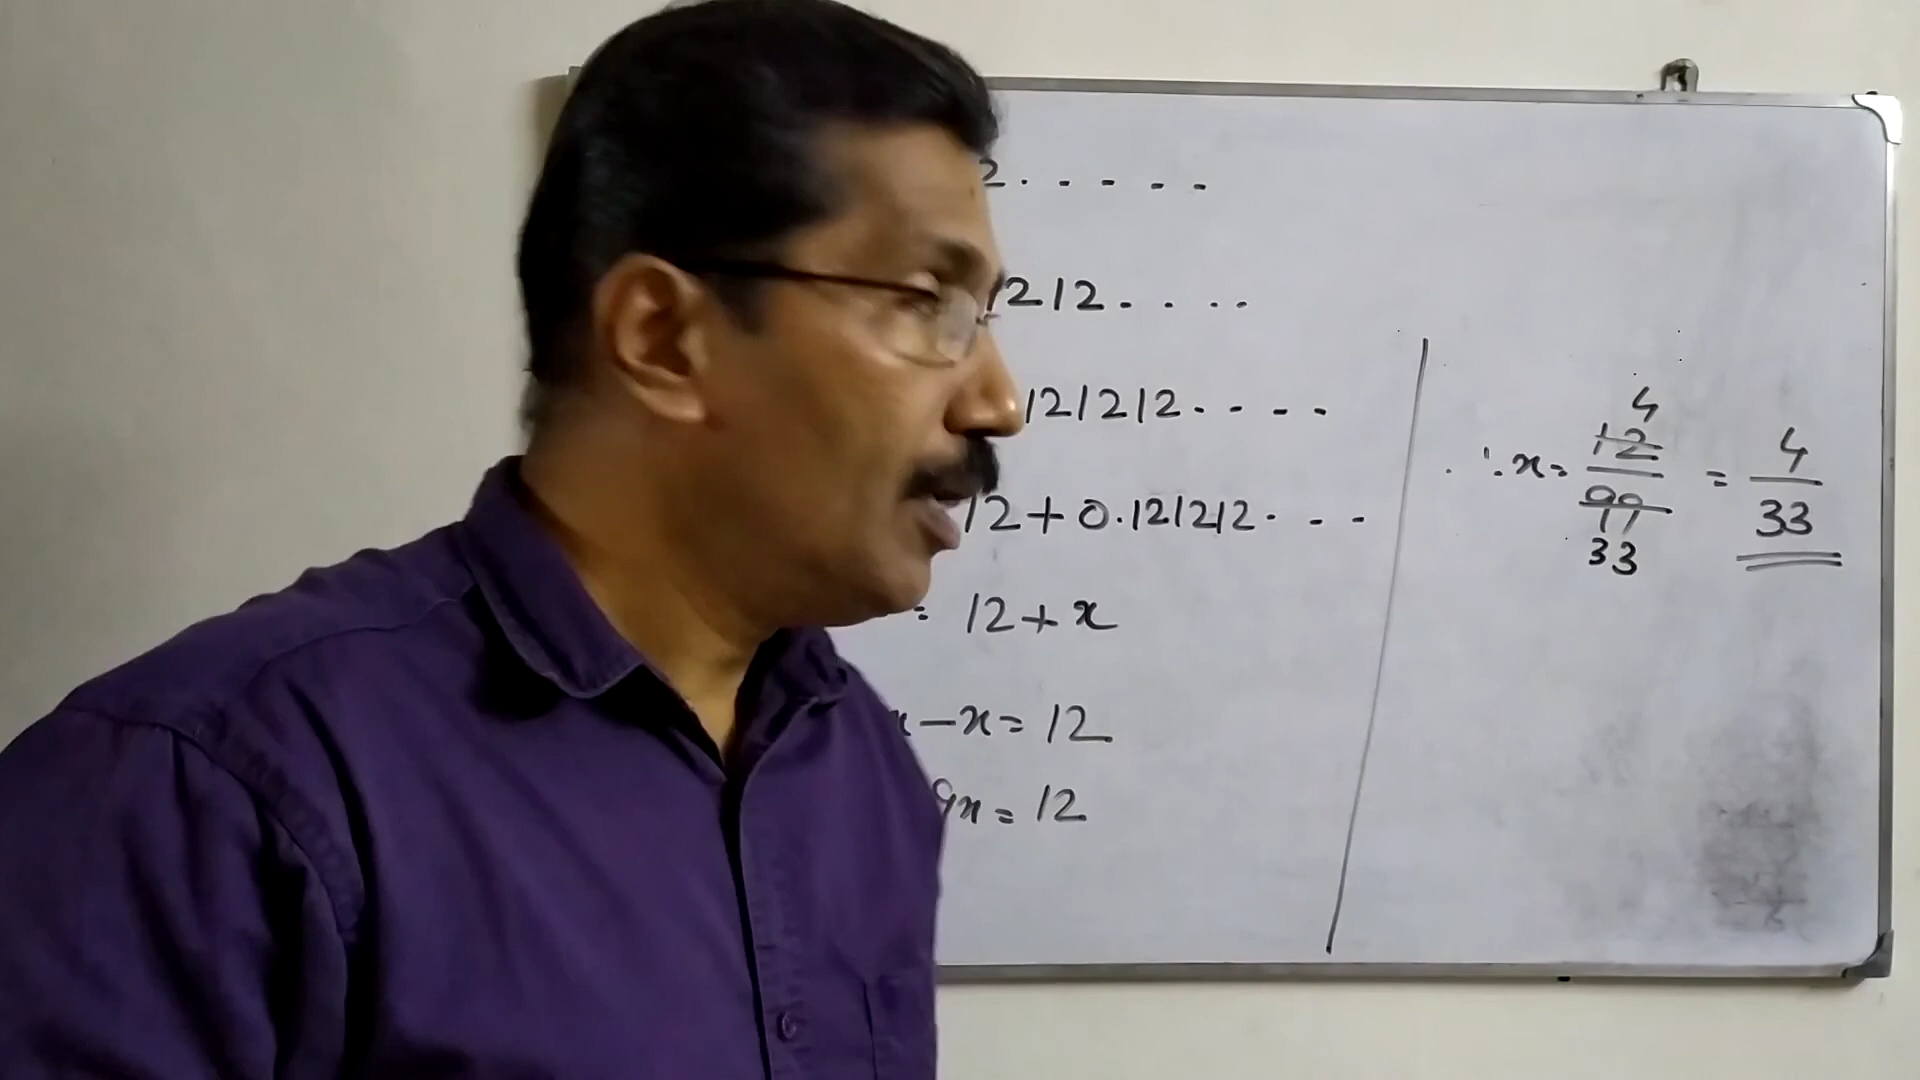 2.----
1212....
121212----
12+0.121212---
= 12+x
x-x=12
9x=12
∴x= 12/99 = 4/33
4
33